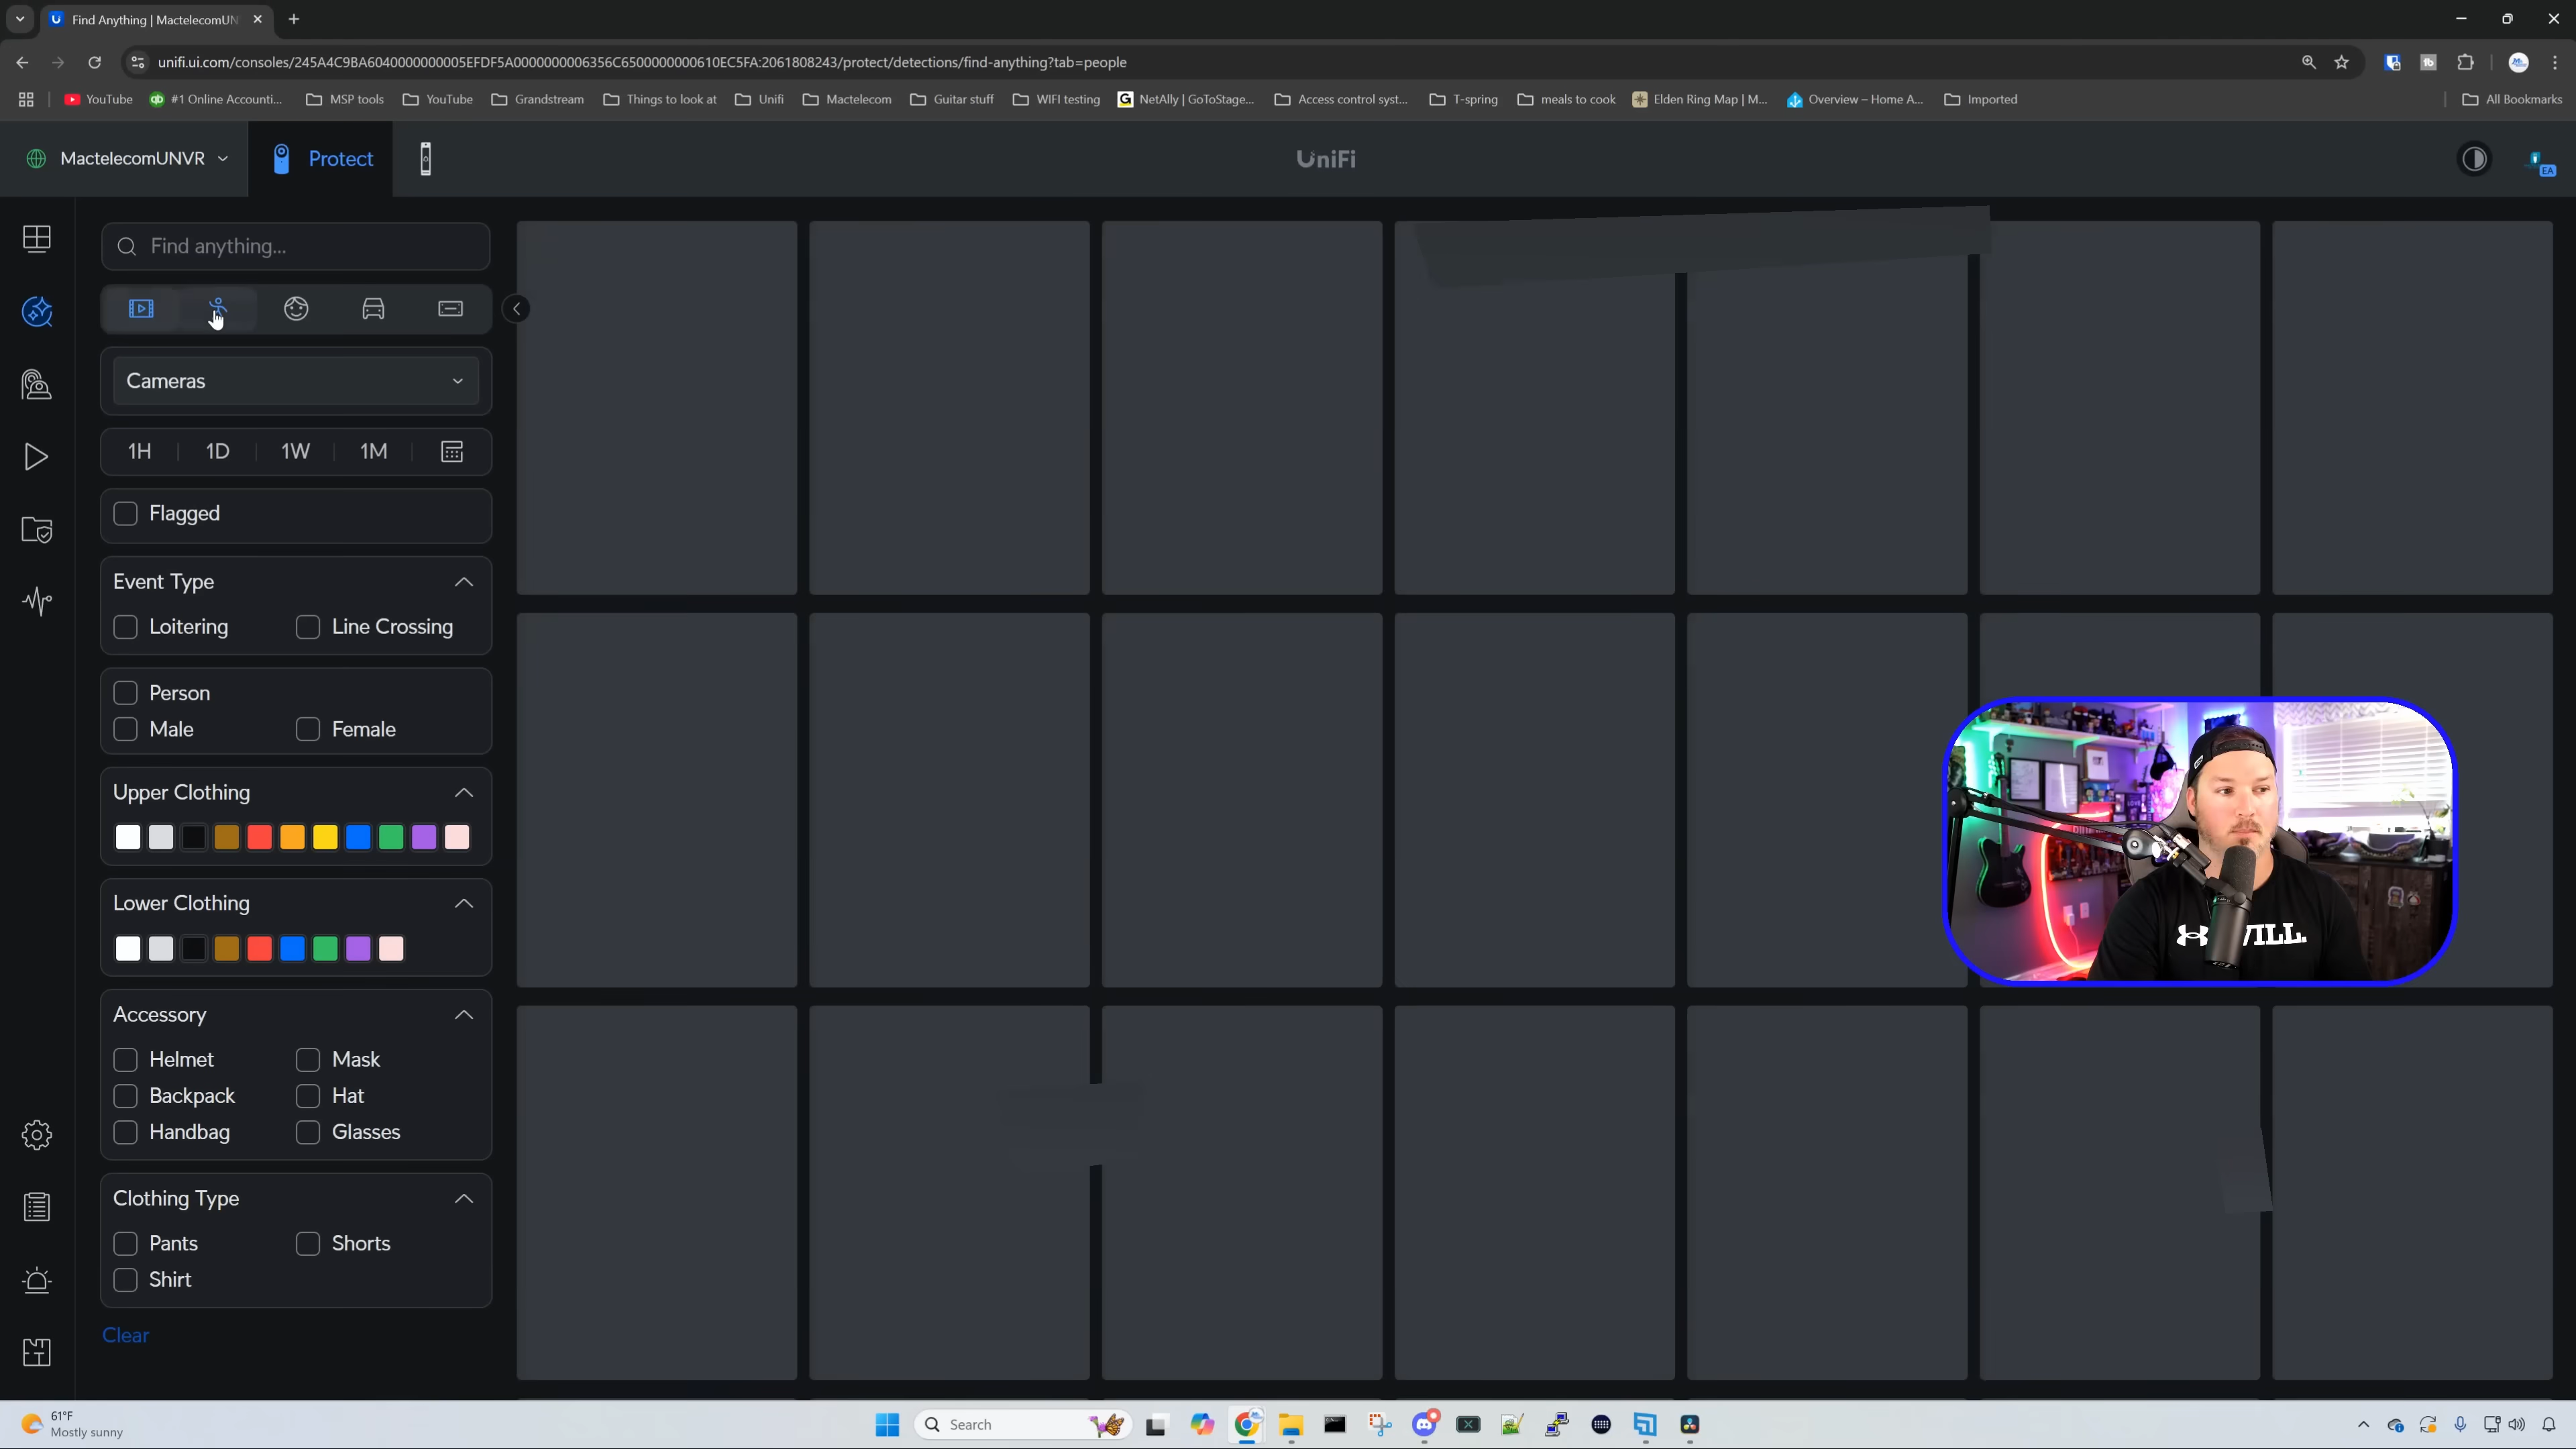 Find Anything | MactelecomUN
unifi.ui.com/consoles/245A4C9BA6040000000005EFDF5A0000000006356C6500000000610EC5FA:2061808243/protect/detections/find-anything?tab=people
YouTube
#1 Online Accounti...
MSP tools
YouTube
Grandstream
Things to look at
Unifi
Mactelecom
Guitar stuff
WIFI testing
NetAlly | GoToStage...
Access control syst...
T-spring
meals to cook
Elden Ring Map | M...
Overview – Home A...
Imported
All Bookmarks
MactelecomUNVR
Protect
UniFi
EA
Find anything...
Cameras
1H 1D 1W 1M
Flagged
Event Type
Loitering Line Crossing
Person
Male Female
Upper Clothing
Lower Clothing
Accessory
Helmet Mask
Backpack Hat
Handbag Glasses
Clothing Type
Pants Shorts
Shirt
Clear
61°F
Mostly sunny
Search